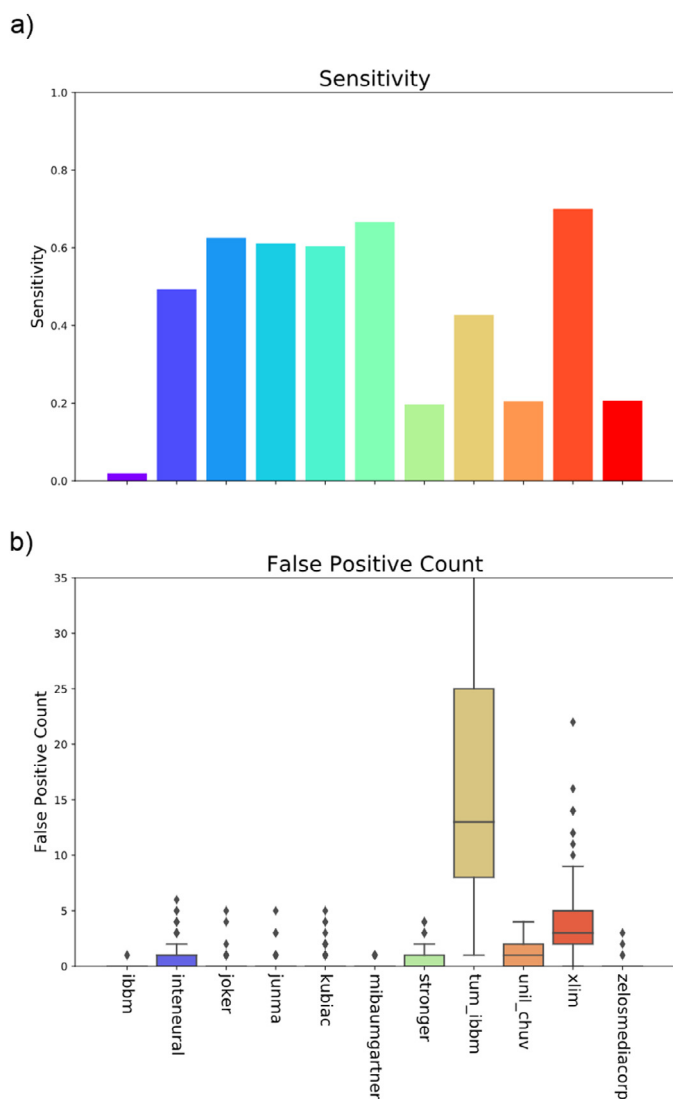 a)
Sensitivity
1.0
0.8
0.6
0.4
0.2
0.0
Sensitivity
b)
False Positive Count
35
30
25
20
15
10
5
0
False Positive Count
ibbm
inteneural
joker
junma
kubiac
mibaumgartner
stronger
tum_ibbm
unil_chuv
xlim
zelosmediacorp